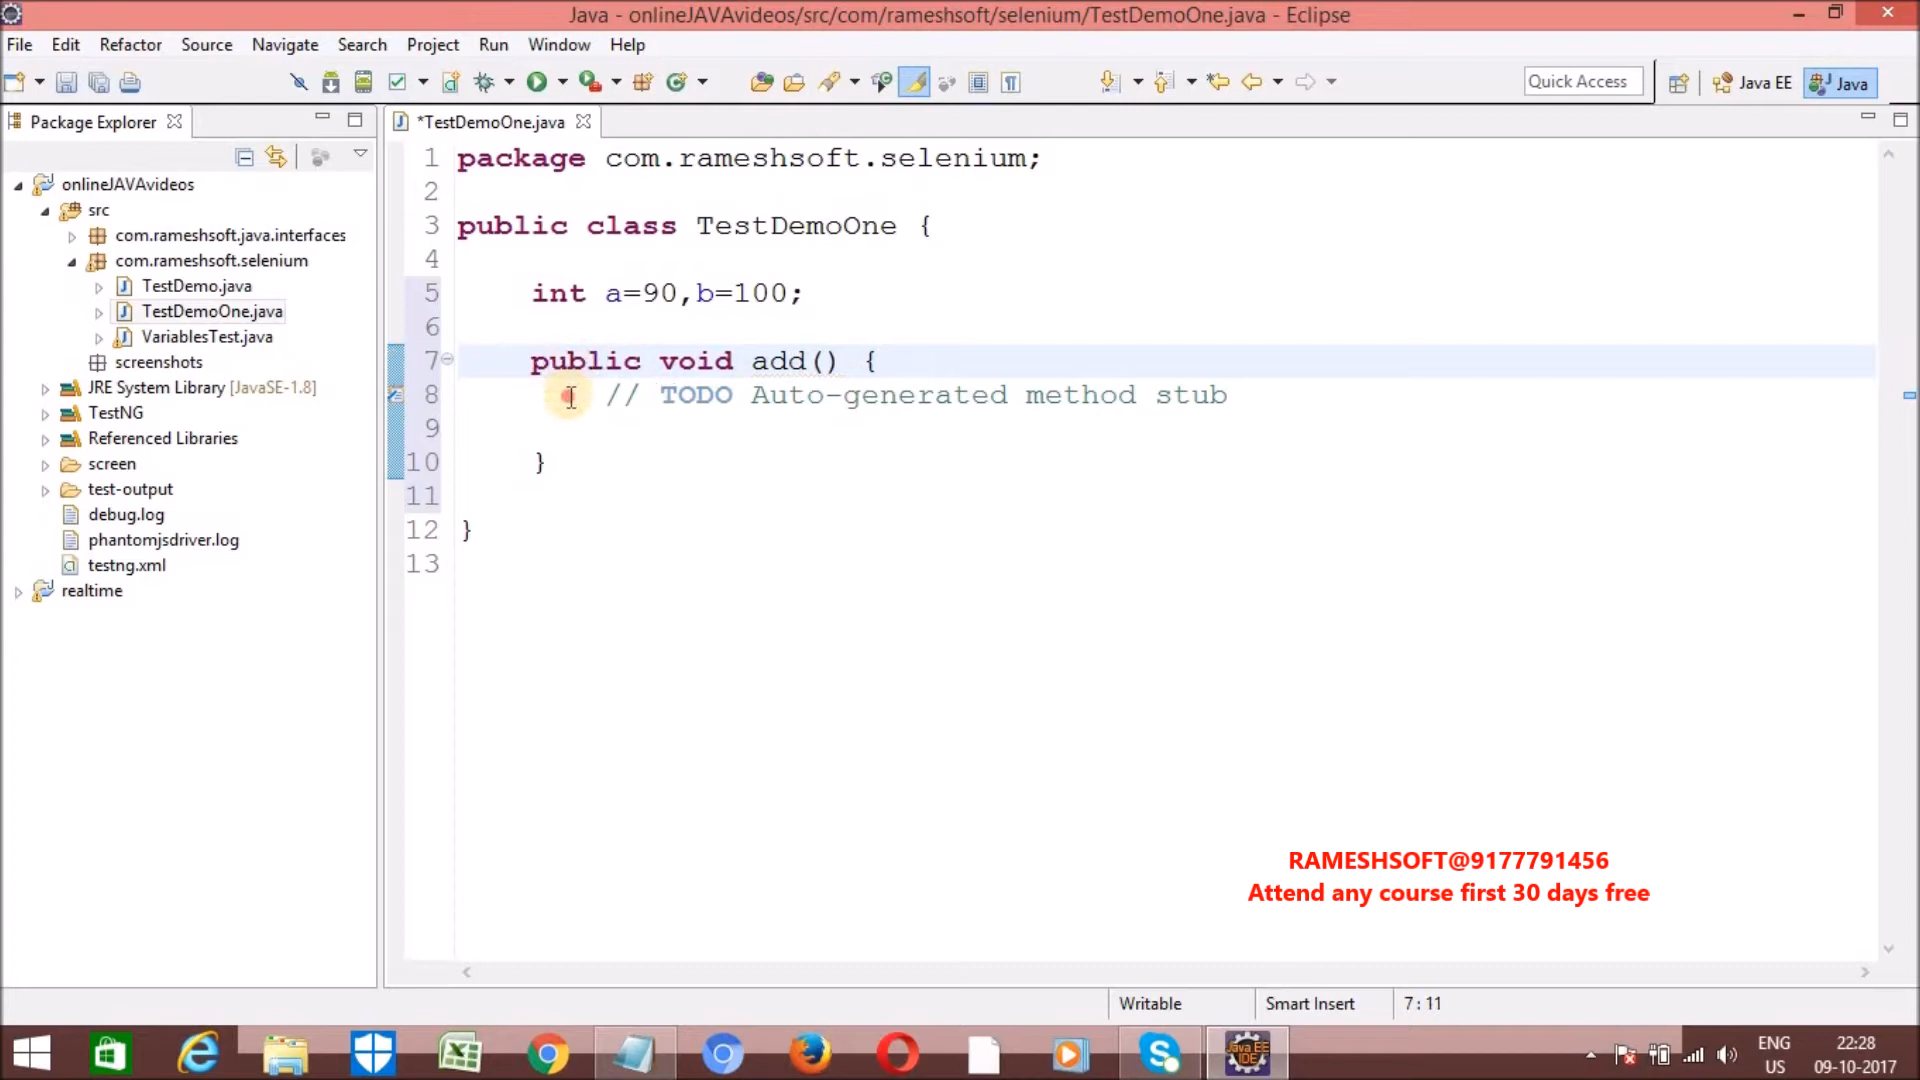 Java - onlineJAVAvideos/src/com/rameshsoft/selenium/TestDemoOne.java - Eclipse
File Edit Refactor Source Navigate Search Project Run Window Help
Quick Access Java EE Java
Package Explorer
*TestDemoOne.java
onlineJAVAvideos
src
com.rameshsoft.java.interfaces
com.rameshsoft.selenium
TestDemo.java
TestDemoOne.java
VariablesTest.java
screenshots
JRE System Library [JavaSE-1.8]
TestNG
Referenced Libraries
screen
test-output
debug.log
phantomjsdriver.log
testng.xml
realtime
1 package com.rameshsoft.selenium;
2
3 public class TestDemoOne {
4
5 int a=90,b=100;
6
7 public void add() {
8 // TODO Auto-generated method stub
9
10 }
11
12 }
13
RAMESHSOFT@9177791456
Attend any course first 30 days free
Writable Smart Insert 7 : 11
Java EE
IDE
ENG
US
22:28
09-10-2017